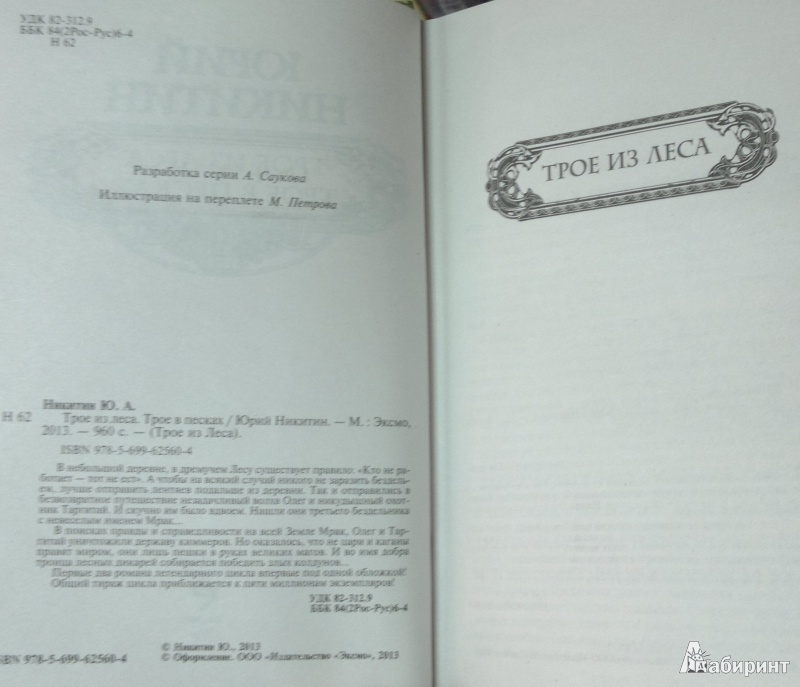 УДК 82-312.9
ББК 84(2Рос-Рус)6-4
Н 62
ЮРИЙ
НИКИТИН
Разработка серии А. Саукова
Иллюстрация на переплете М. Петрова
Никитин Ю. А.
Н 62 Трое из леса. Трое в песках / Юрий Никитин. — М. : Эксмо,
2013. — 960 с. — (Трое из Леса).
ISBN 978-5-699-62560-4
В небольшой деревне, в дремучем Лесу существует правило: «Кто не ра-
ботает — тот не ест». А чтобы на всякий случай никого не заразить бездель-
ем, лучше отправить лентяев подальше из деревни. Так и отправились в
безвозвратное путешествие незадачливый волхв Олег и никудышный охот-
ник Таргитай. И скучно им было вдвоем. Нашли они третьего бездельника
с невеселым именем Мрак...
В поисках правды и справедливости на всей Земле Мрак, Олег и Тар-
гитай уничтожили державу киммеров. Но оказалось, что не цари и каганы
правят миром, они лишь пешки в руках великих магов. И во имя добра
троица лесных дикарей собирается победить злых колдунов...
Первые два романа легендарного цикла впервые под одной обложкой!
Общий тираж цикла приближается к пяти миллионам экземпляров!
УДК 82-312.9
ББК 84(2Рос-Рус)6-4
© Никитин Ю., 2013
ISBN 978-5-699-62560-4 © Оформление. ООО «Издательство «Эксмо», 2013
ТРОЕ ИЗ ЛЕСА
Лабиринт